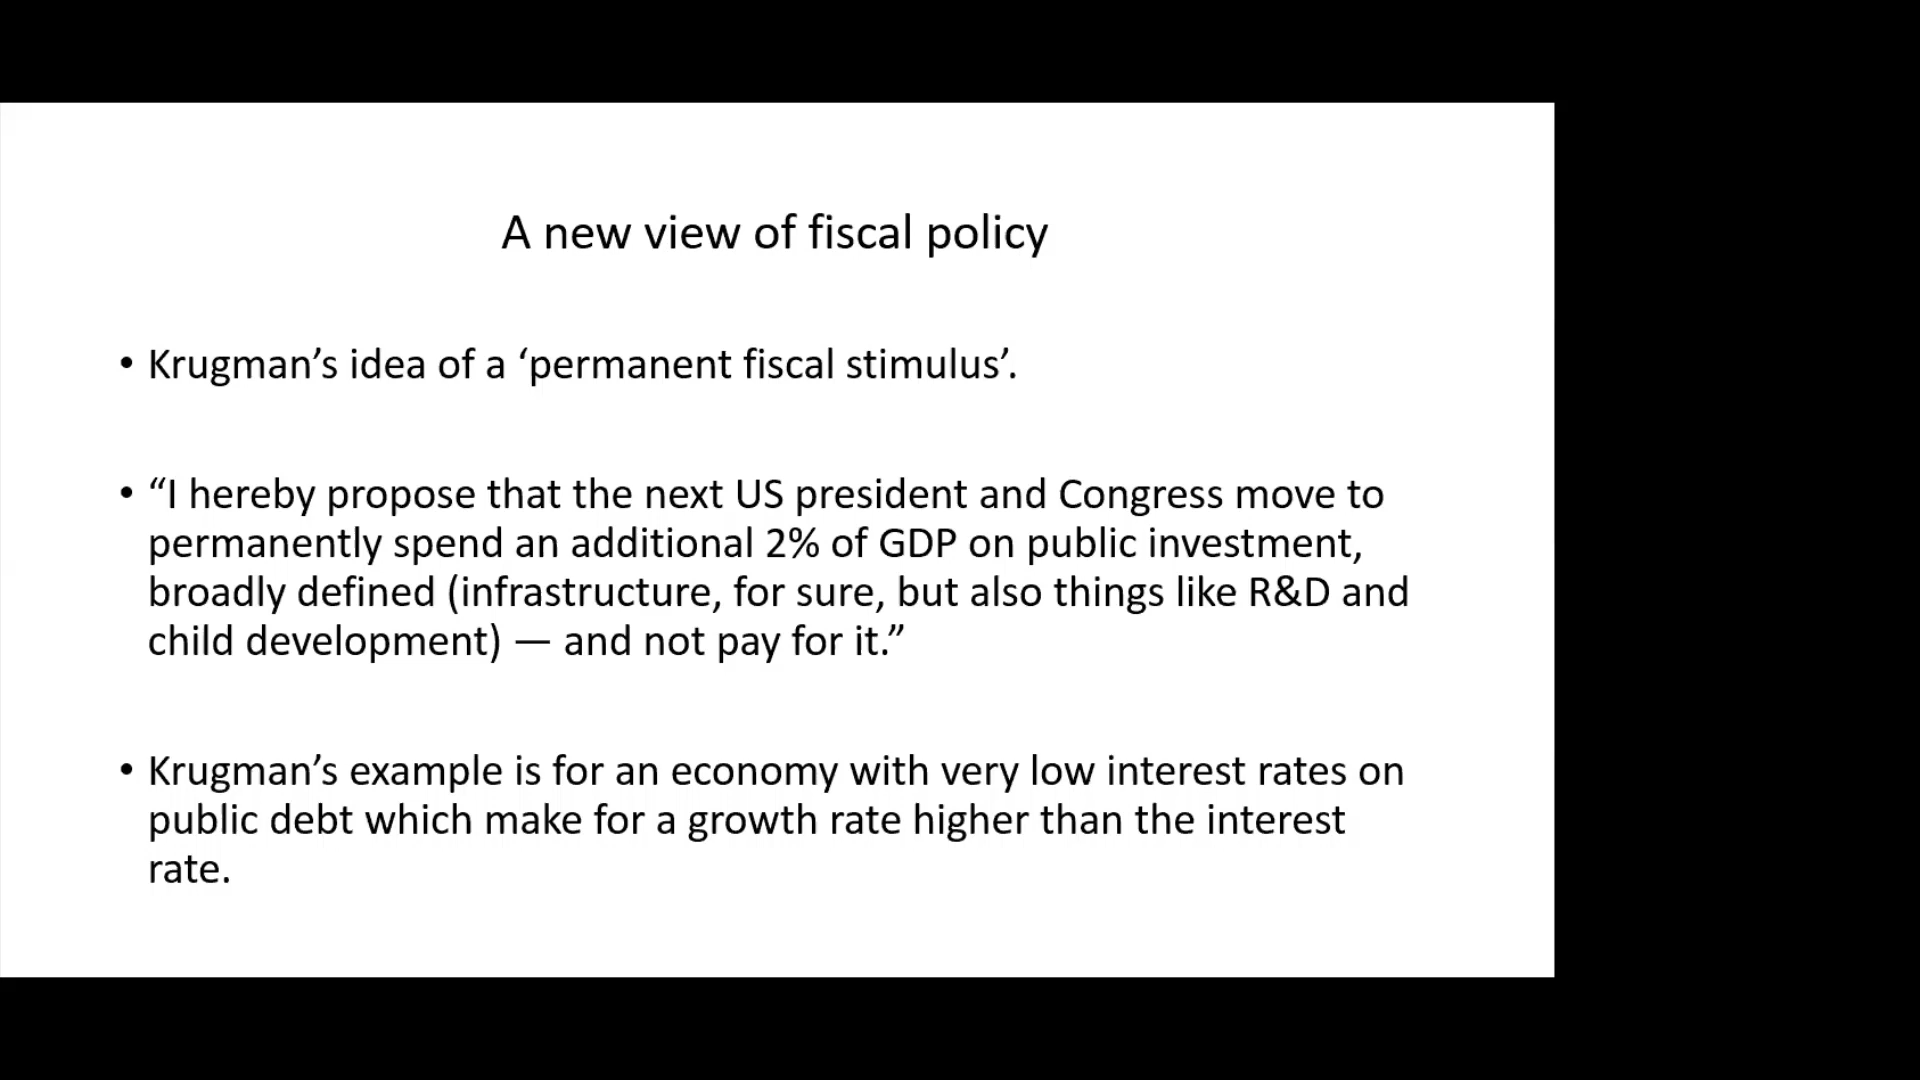 A new view of fiscal policy
• Krugman’s idea of a ‘permanent fiscal stimulus’.
• “I hereby propose that the next US president and Congress move to
permanently spend an additional 2% of GDP on public investment,
broadly defined (infrastructure, for sure, but also things like R&D and
child development) — and not pay for it.”
• Krugman’s example is for an economy with very low interest rates on
public debt which make for a growth rate higher than the interest
rate.